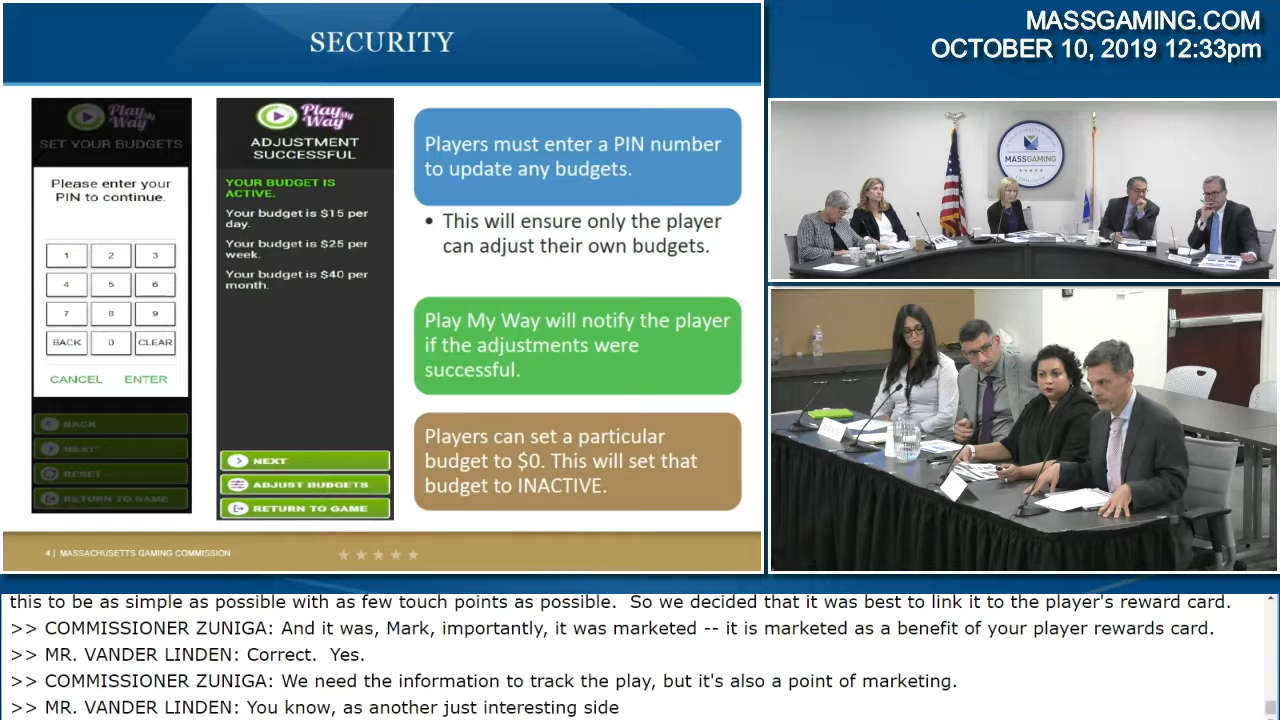 SECURITY
Play My Way
SET YOUR BUDGETS
Please enter your
PIN to continue.
1 2 3
4 5 6
7 8 9
BACK 0 CLEAR
CANCEL ENTER
BACK
NEXT
RESET
RETURN TO GAME
Play My Way
ADJUSTMENT
SUCCESSFUL
YOUR BUDGET IS
ACTIVE.
Your budget is $15 per
day.
Your budget is $25 per
week.
Your budget is $40 per
month.
NEXT
ADJUST BUDGETS
RETURN TO GAME
Players must enter a PIN number
to update any budgets.
• This will ensure only the player
can adjust their own budgets.
Play My Way will notify the player
if the adjustments were
successful.
Players can set a particular
budget to $0. This will set that
budget to INACTIVE.
4 | MASSACHUSETTS GAMING COMMISSION
MASSGAMING.COM
OCTOBER 10, 2019 12:33pm
MASSGAMING
this to be as simple as possible with as few touch points as possible. So we decided that it was best to link it to the player's reward card.
>> COMMISSIONER ZUNIGA: And it was, Mark, importantly, it was marketed -- it is marketed as a benefit of your player rewards card.
>> MR. VANDER LINDEN: Correct. Yes.
>> COMMISSIONER ZUNIGA: We need the information to track the play, but it's also a point of marketing.
>> MR. VANDER LINDEN: You know, as another just interesting side